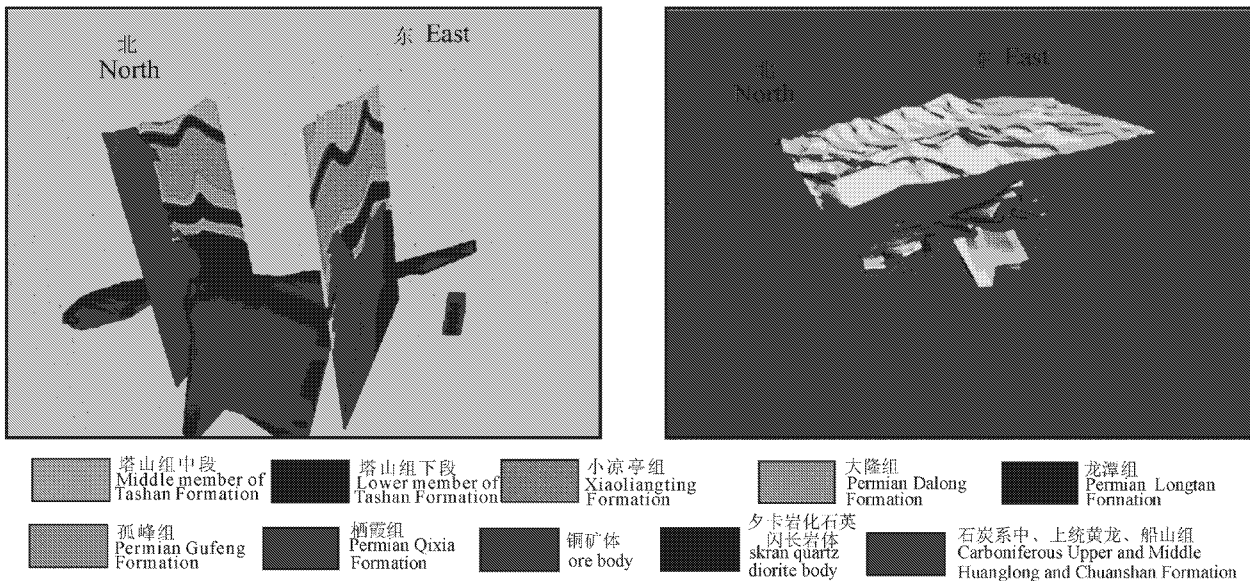 北
North
东 East
北
North
东 East
塔山组中段
Middle member of
Tashan Formation
塔山组下段
Lower member of
Tashan Formation
小凉亭组
Xiaoliangting
Formation
大隆组
Permian Dalong
Formation
龙潭组
Permian Longtan
Formation
孤峰组
Permian Gufeng
Formation
栖霞组
Permian Qixia
Formation
铜矿体
ore body
夕卡岩化石英
闪长岩体
skran quartz
diorite body
石炭系中、上统黄龙、船山组
Carboniferous Upper and Middle
Huanglong and Chuanshan Formation